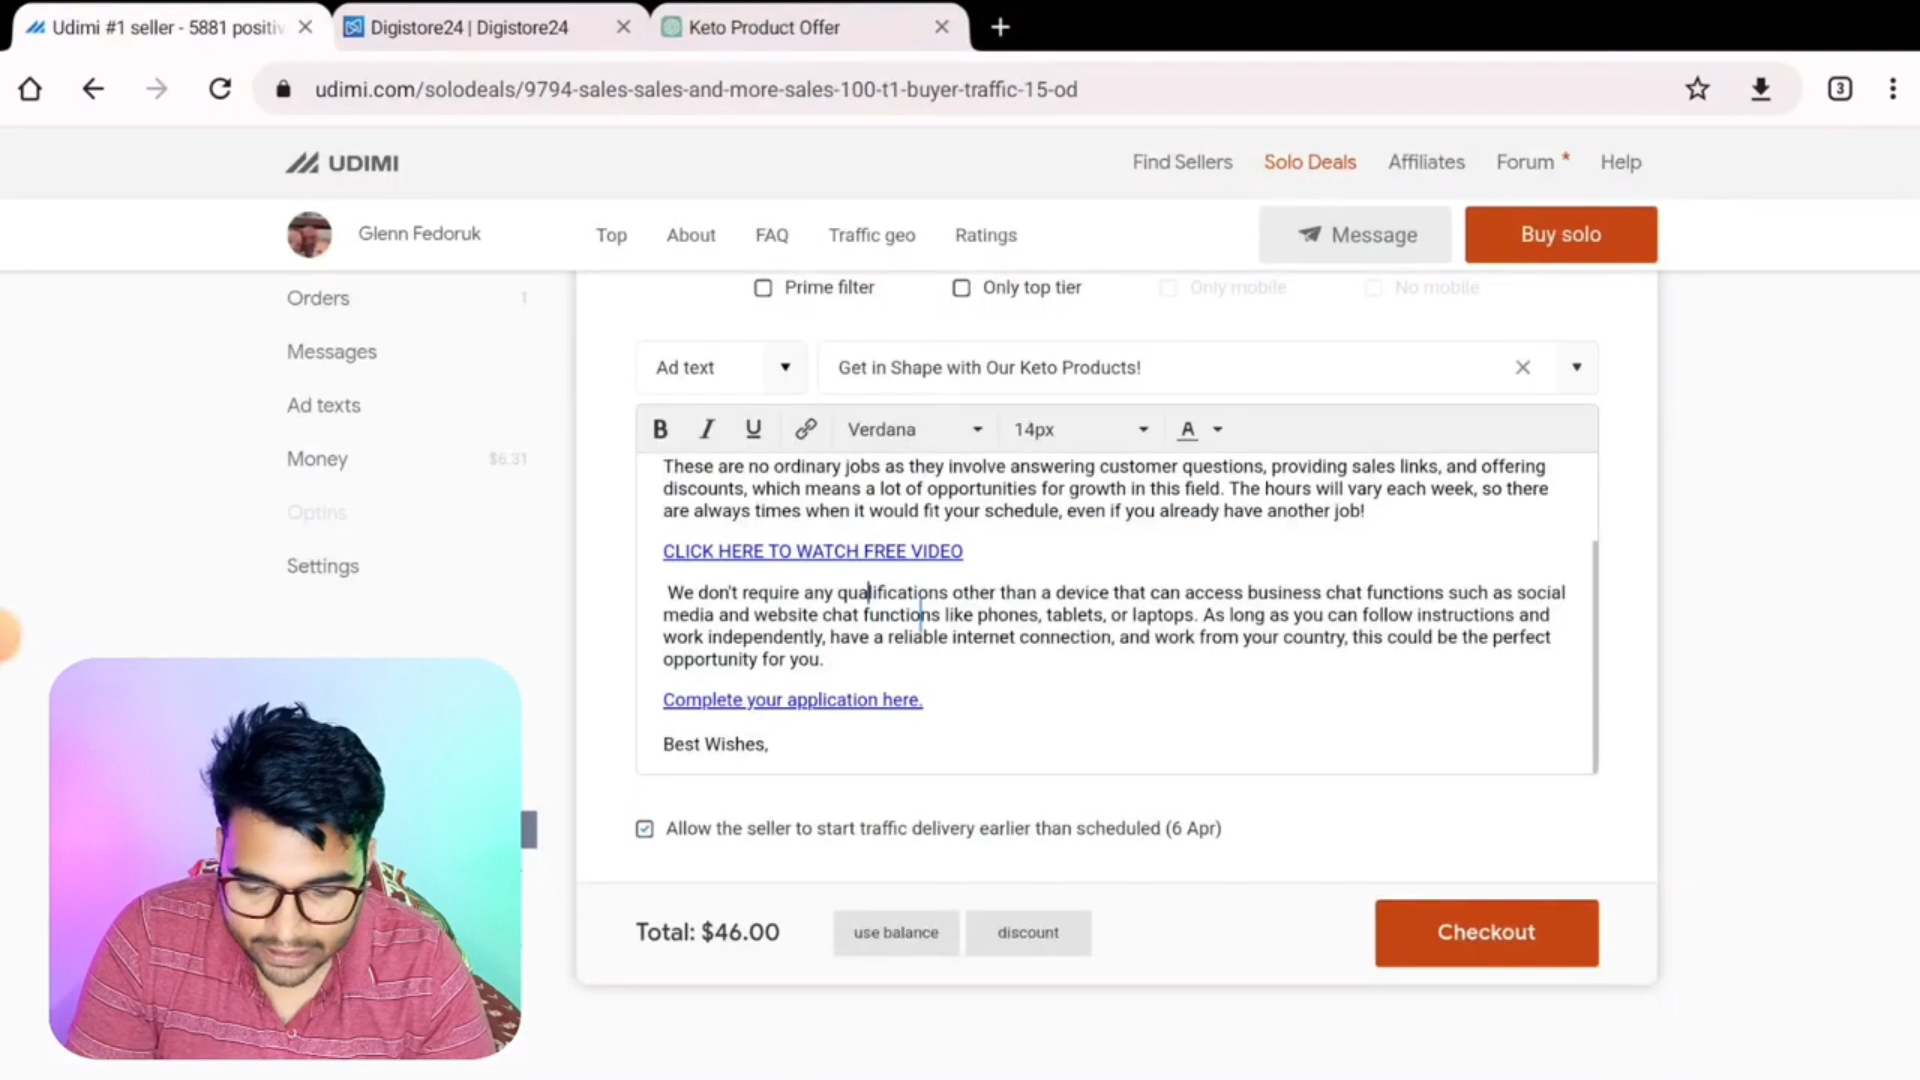 Udimi #1 seller - 5881 positiv
Digistore24 | Digistore24
Keto Product Offer
udimi.com/solodeals/9794-sales-sales-and-more-sales-100-t1-buyer-traffic-15-od
3
UDIMI
Find Sellers
Solo Deals
Affiliates
Forum *
Help
Glenn Fedoruk
Top
About
FAQ
Traffic geo
Ratings
Message
Buy solo
Orders 1
Messages
Ad texts
Money $6.31
Optins
Settings
Prime filter
Only top tier
Only mobile
No mobile
Ad text
Get in Shape with Our Keto Products!
B I U
Verdana
14px
A
These are no ordinary jobs as they involve answering customer questions, providing sales links, and offering
discounts, which means a lot of opportunities for growth in this field. The hours will vary each week, so there
are always times when it would fit your schedule, even if you already have another job!
CLICK HERE TO WATCH FREE VIDEO
We don't require any qualifications other than a device that can access business chat functions such as social
media and website chat functions like phones, tablets, or laptops. As long as you can follow instructions and
work independently, have a reliable internet connection, and work from your country, this could be the perfect
opportunity for you.
Complete your application here.
Best Wishes,
Allow the seller to start traffic delivery earlier than scheduled (6 Apr)
Total: $46.00
use balance
discount
Checkout